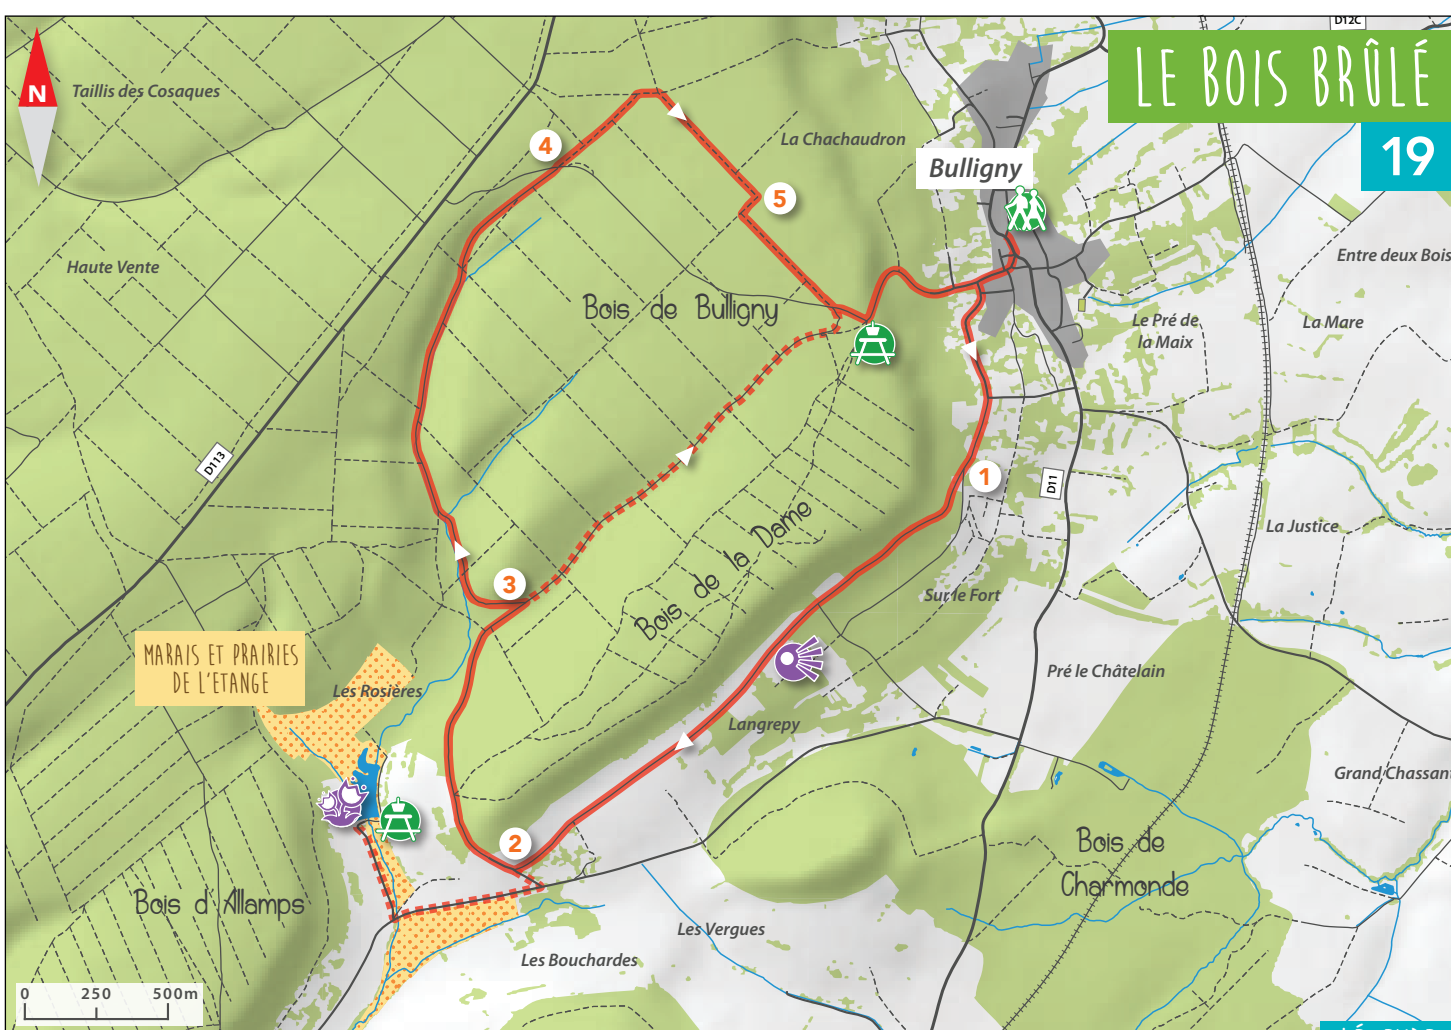 D12C
LE BOIS BRÛLÉ
19
N
Taillis des Cosaques
4
La Chachaudron
Bulligny
5
Haute Vente
Entre deux Bois
Bois de Bulligny
Le Pré de
la Maix
La Mare
D113
1
D11
La Justice
Bois de la Dame
3
Sur le Fort
MARAIS ET PRAIRIES
DE L'ETANGE
Les Rosières
Pré le Châtelain
Langrepy
Grand Chassant
2
Bois de
Charmonde
Bois d'Allamps
Les Vergues
Les Bouchardes
0 250 500m